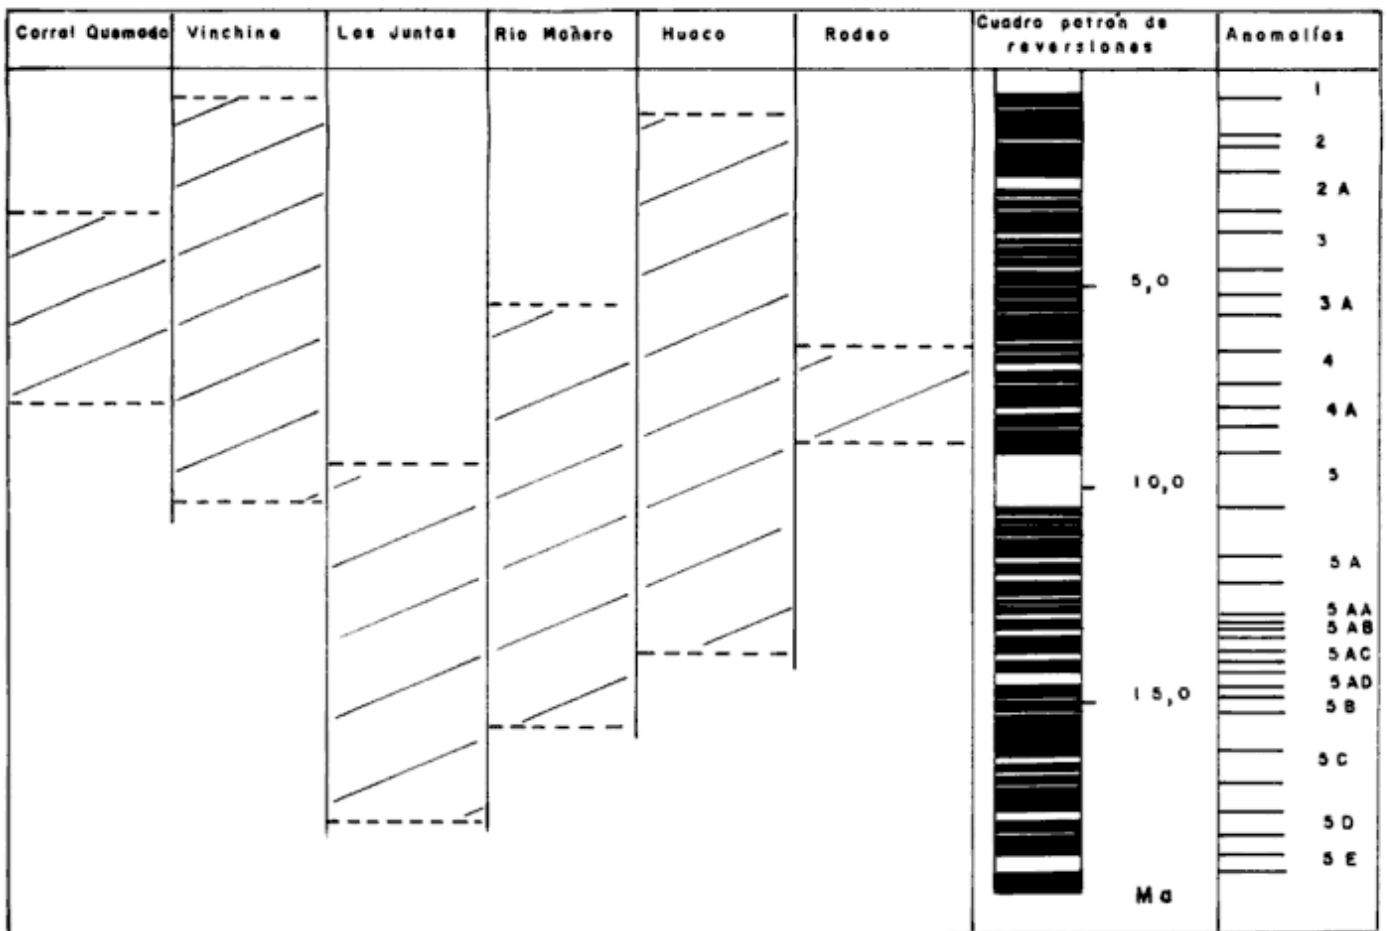 Corral Quemado
Vinchina
Las Juntas
Rio Mañero
Huaco
Rodeo
Cuadro patrón de
reversiones
Anomalías
1
2
2 A
3
5,0
3 A
4
4 A
5
10,0
5 A
5 AA
5 AB
5 AC
5 AD
15,0
5 B
5 C
5 D
5 E
Ma